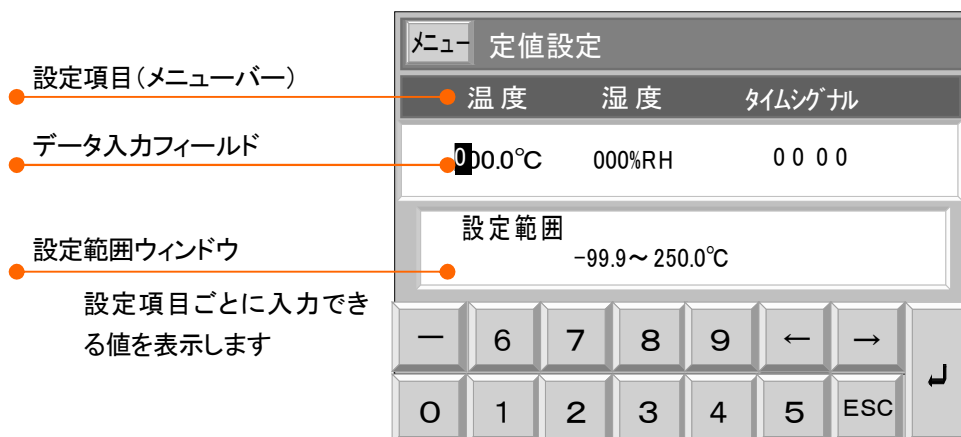 メニュー 定値設定
設定項目(メニューバー)
温度 湿度 タイムシグナル
データ入力フィールド
000.0℃ 000%RH 0000
設定範囲ウィンドウ
設定項目ごとに入力でき
る値を表示します
設定範囲
-99.9～250.0℃
－ 6 7 8 9 ← → ↵
0 1 2 3 4 5 ESC